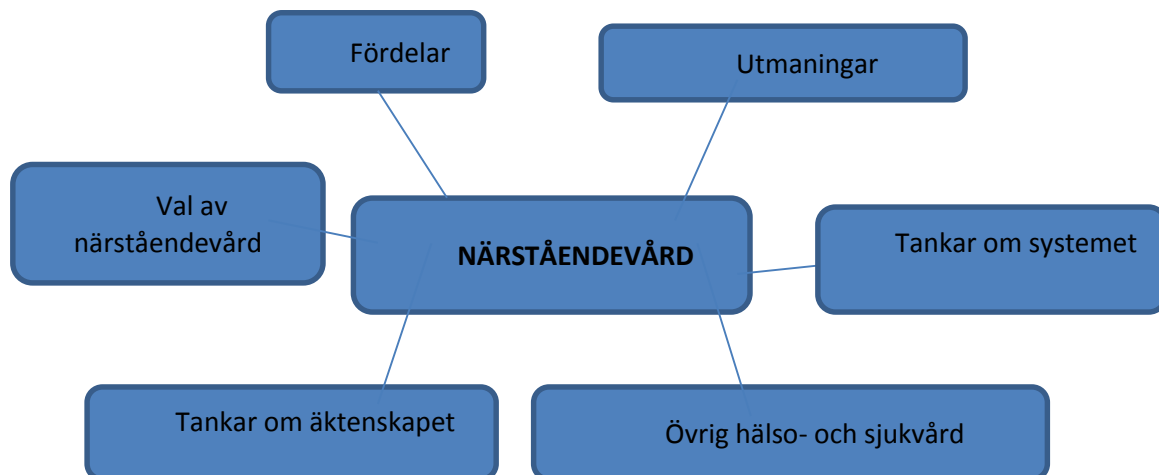 Fördelar
Utmaningar
Val av
närståendevård
NÄRSTÅENDEVÅRD
Tankar om systemet
Tankar om äktenskapet
Övrig hälso- och sjukvård